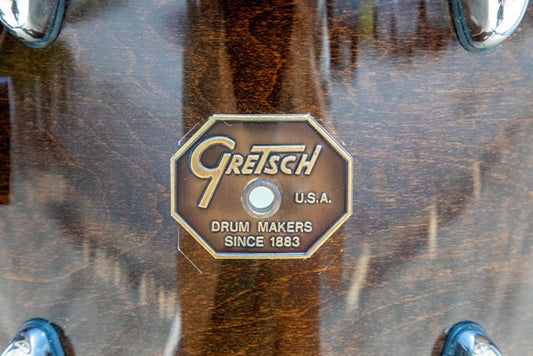 GRETSCH
U.S.A.
DRUM MAKERS
SINCE 1883